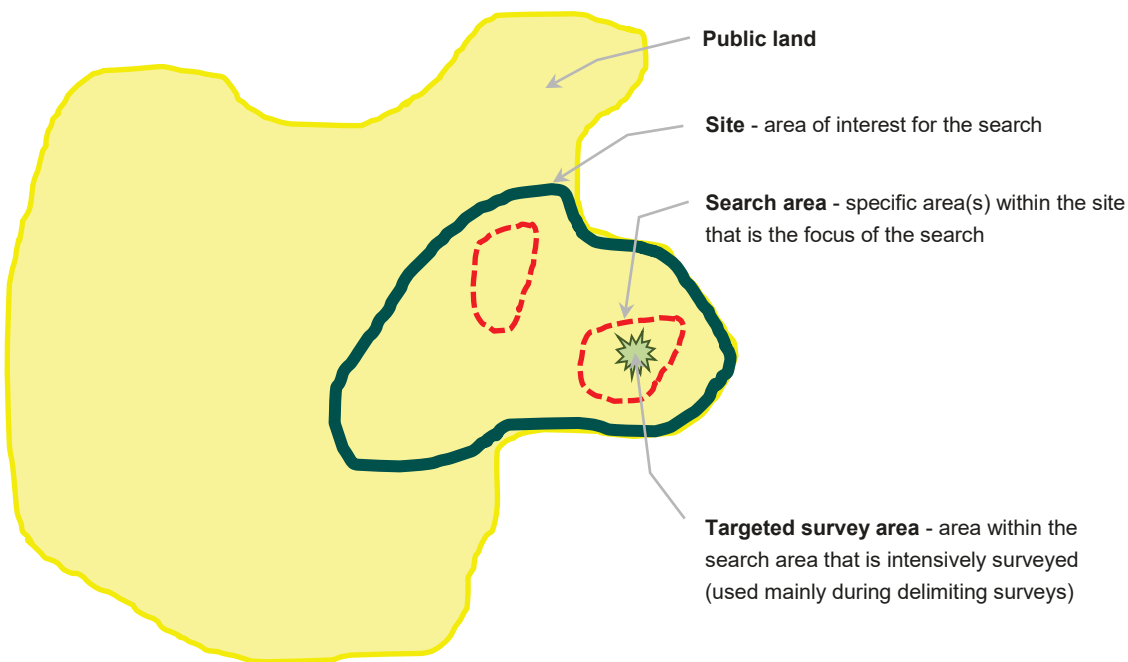 Public land
Site - area of interest for the search
Search area - specific area(s) within the site
that is the focus of the search
Targeted survey area - area within the
search area that is intensively surveyed
(used mainly during delimiting surveys)